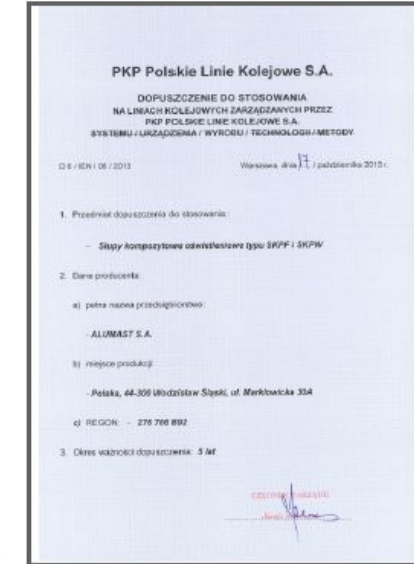 PKP Polskie Linie Kolejowe S.A.
DOPUSZCZENIE DO STOSOWANIA
NA LINIACH KOLEJOWYCH ZARZĄDZANYCH PRZEZ
PKP POLSKIE LINIE KOLEJOWE S.A.
SYSTEMU / URZĄDZENIA / WYROBU / TECHNOLOGII / METODY
Warszawa, dnia 17 / października 2013 r.
1. Przedmiot dopuszczenia do stosowania:
- Słupy kompozytowe oświetleniowe typu SKPF i SKPW
2. Dane producenta:
a) pełna nazwa przedsiębiorstwa:
- ALUMAST S.A.
b) miejsce produkcji:
- Polska, 44-300 Wodzisław Śląski, ul. Marklowicka 30A
c) REGON: - 276 766 892
3. Okres ważności dopuszczenia: 5 lat
CZŁONEK ZARZĄDU